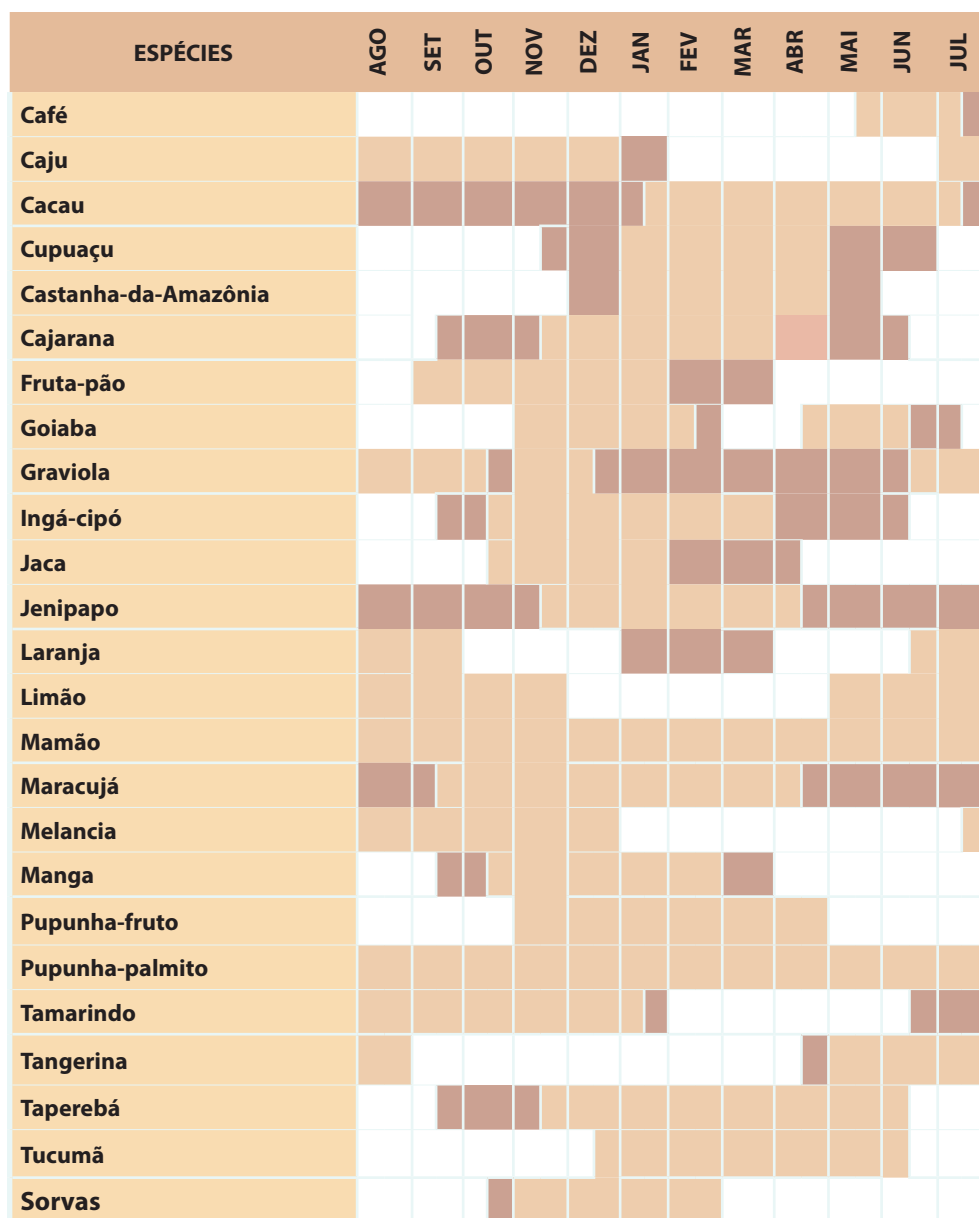 ESPÉCIES AGO SET OUT NOV DEZ JAN FEV MAR ABR MAI JUN JUL
Café
Caju
Cacau
Cupuaçu
Castanha-da-Amazônia
Cajarana
Fruta-pão
Goiaba
Graviola
Ingá-cipó
Jaca
Jenipapo
Laranja
Limão
Mamão
Maracujá
Melancia
Manga
Pupunha-fruto
Pupunha-palmito
Tamarindo
Tangerina
Taperebá
Tucumã
Sorvas